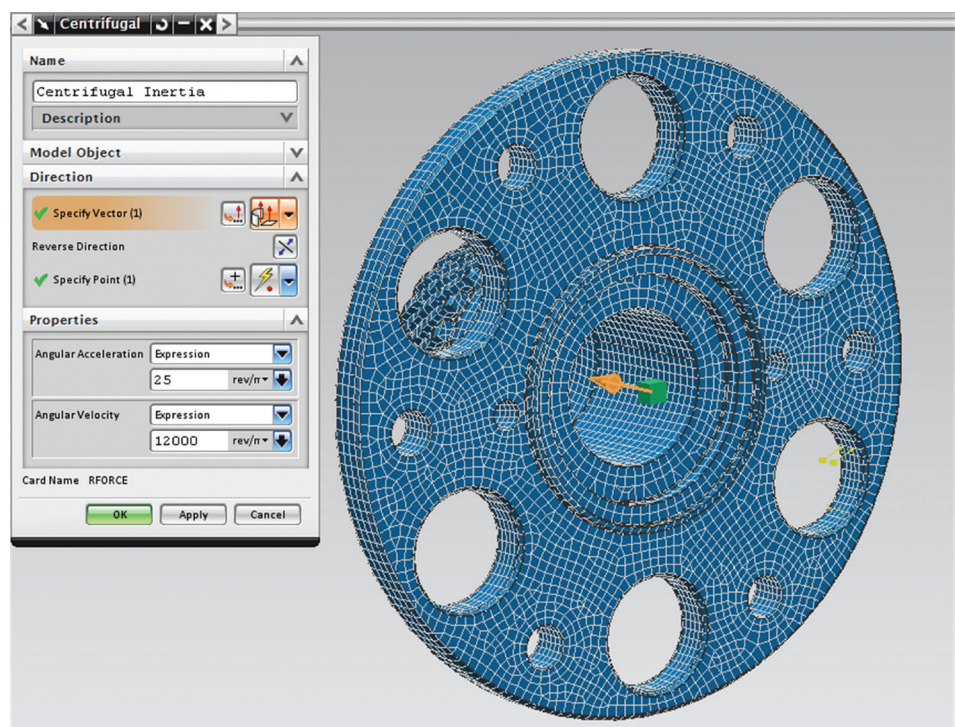 Centrifugal
Name
Centrifugal Inertia
Description
Model Object
Direction
Specify Vector (1)
Reverse Direction
Specify Point (1)
Properties
Angular Acceleration Expression
25
Angular Velocity Expression
12000
Card Name RFORCE
OK Apply Cancel